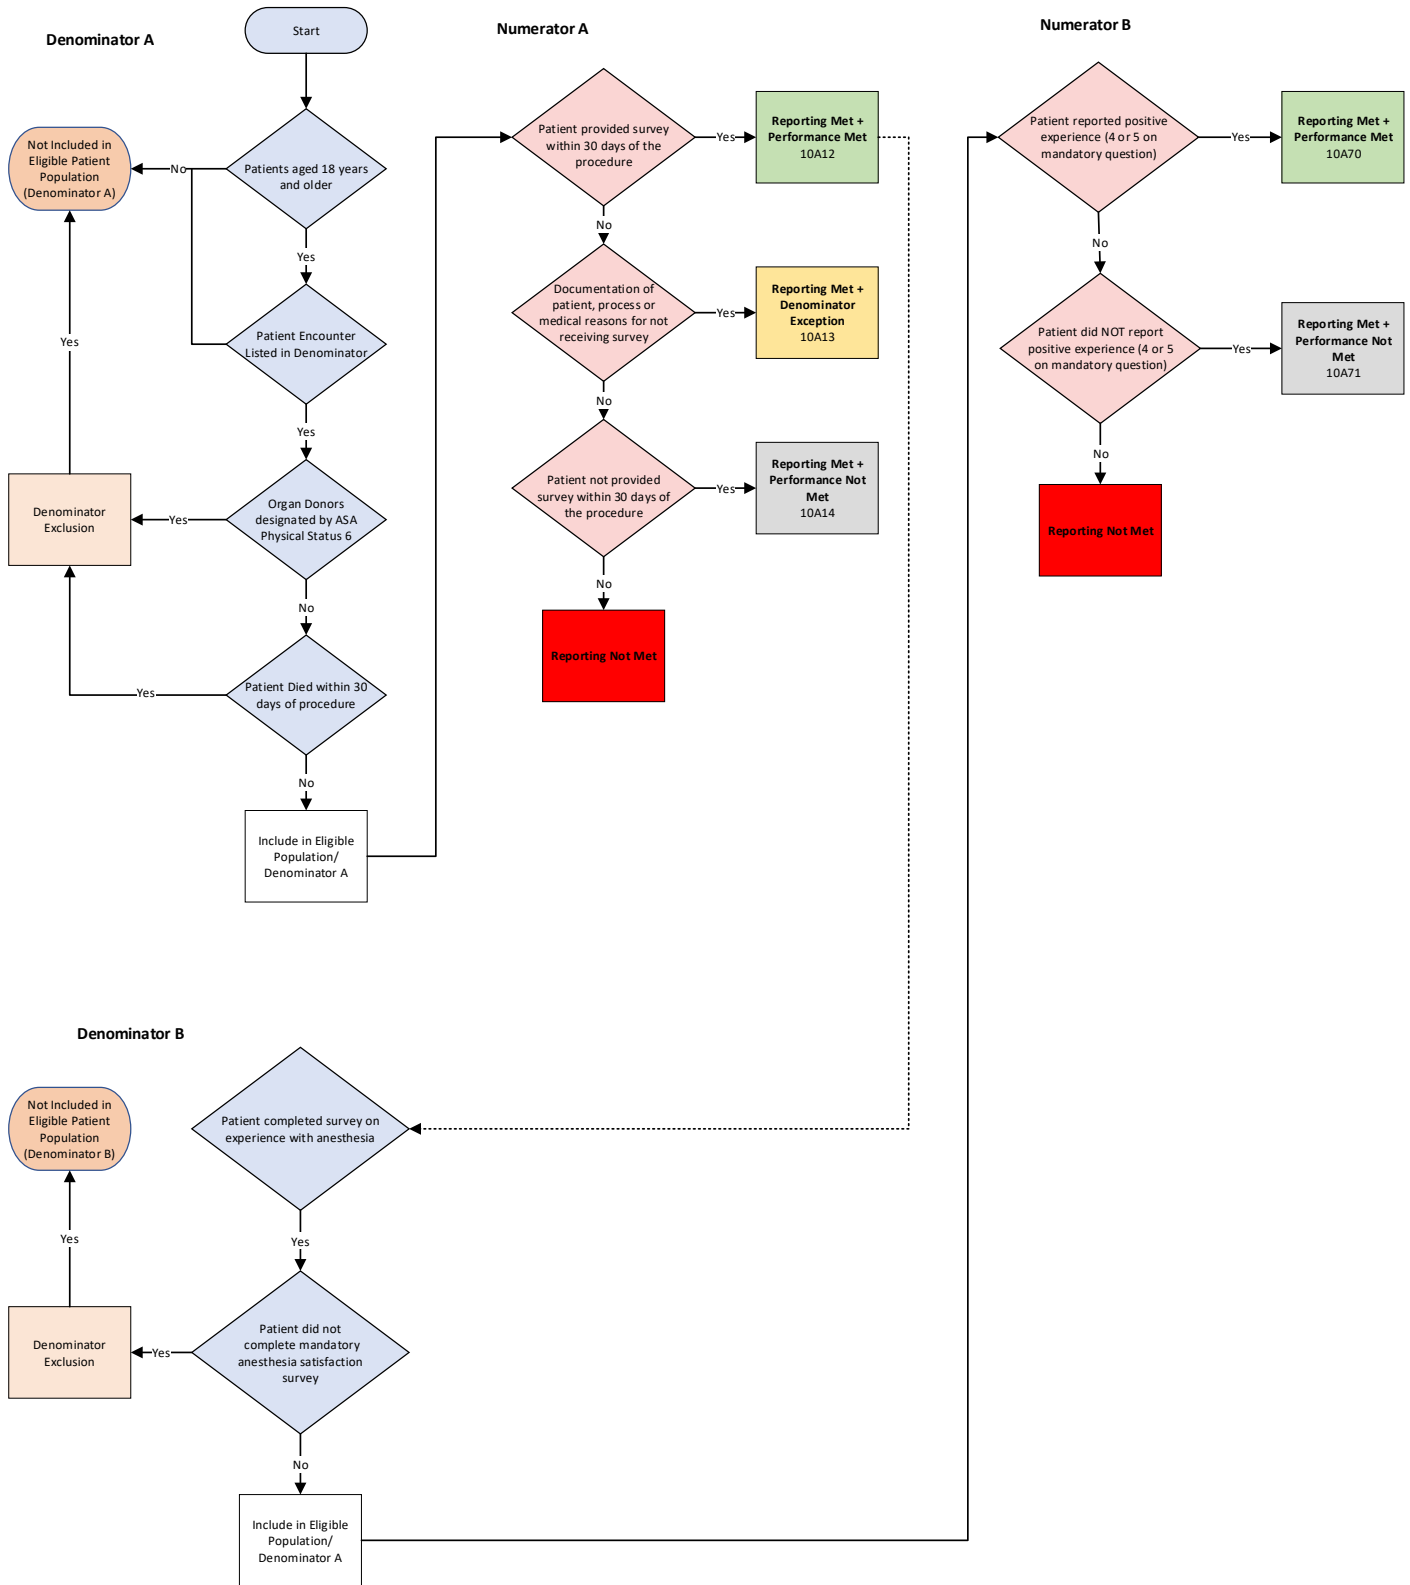 Denominator A
Start
Patients aged 18 years
and older
No
Not Included in
Eligible Patient
Population
(Denominator A)
Yes
Patient Encounter
Listed in Denominator
Yes
Yes
Organ Donors
designated by ASA
Physical Status 6
Yes
Denominator
Exclusion
No
Patient Died within 30
days of procedure
Yes
No
Include in Eligible
Population/
Denominator A
Numerator A
Patient provided survey
within 30 days of the
procedure
Yes
Reporting Met +
Performance Met
10A12
No
Documentation of
patient, process or
medical reasons for not
receiving survey
Yes
Reporting Met +
Denominator
Exception
10A13
No
Patient not provided
survey within 30 days of
the procedure
Yes
Reporting Met +
Performance Not
Met
10A14
No
Reporting Not Met
Numerator B
Patient reported positive
experience (4 or 5 on
mandatory question)
Yes
Reporting Met +
Performance Met
10A70
No
Patient did NOT report
positive experience (4 or 5
on mandatory question)
Yes
Reporting Met +
Performance Not
Met
10A71
No
Reporting Not Met
Denominator B
Patient completed survey on
experience with anesthesia
Not Included in
Eligible Patient
Population
(Denominator B)
Yes
Yes
Patient did not
complete mandatory
anesthesia satisfaction
survey
Yes
Denominator
Exclusion
No
Include in Eligible
Population/
Denominator A